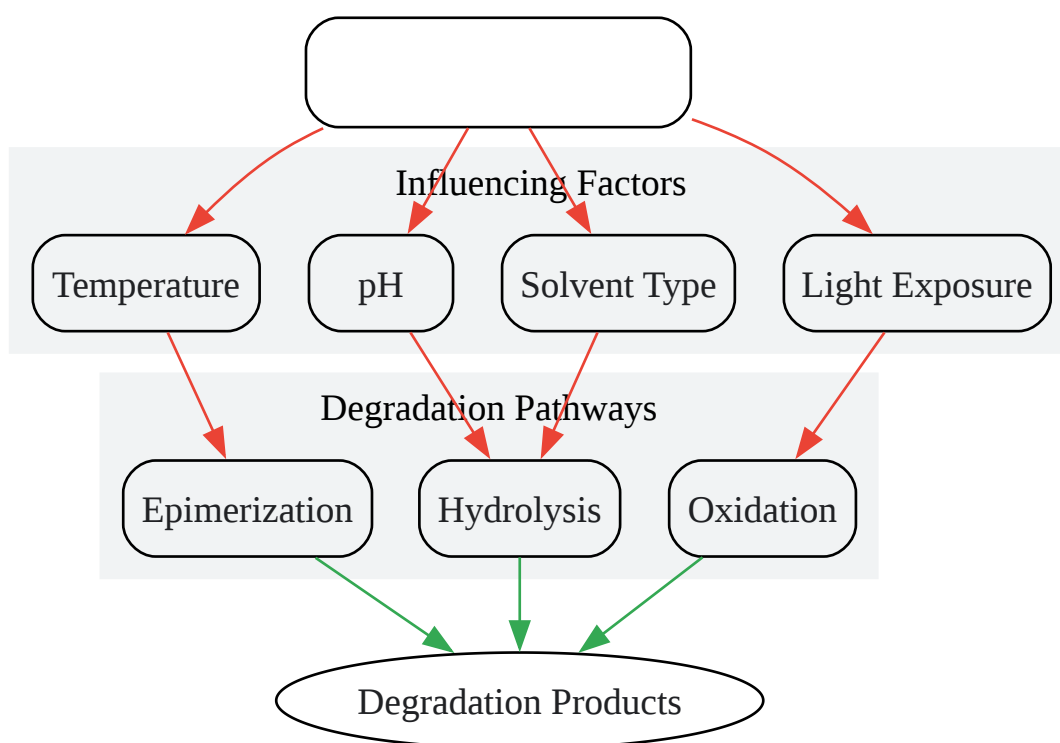 Influencing Factors
Temperature
pH
Solvent Type
Light Exposure
Degradation Pathways
Epimerization
Hydrolysis
Oxidation
Degradation Products